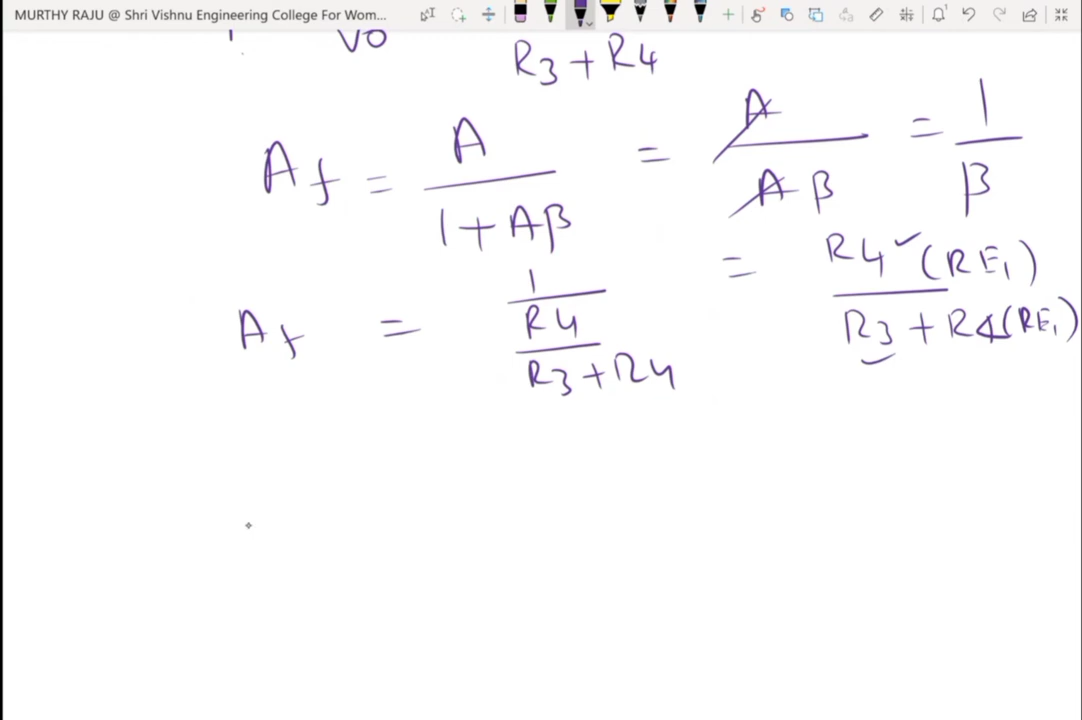 MURTHY RAJU @ Shri Vishnu Engineering College For Wom...
VO
R3 + R4
Af = A / 1 + Aβ = A / Aβ = 1 / β
Af = 1 / R4 / R3 + R4 = R4 (RE1) / R3 + R4 (RE1)